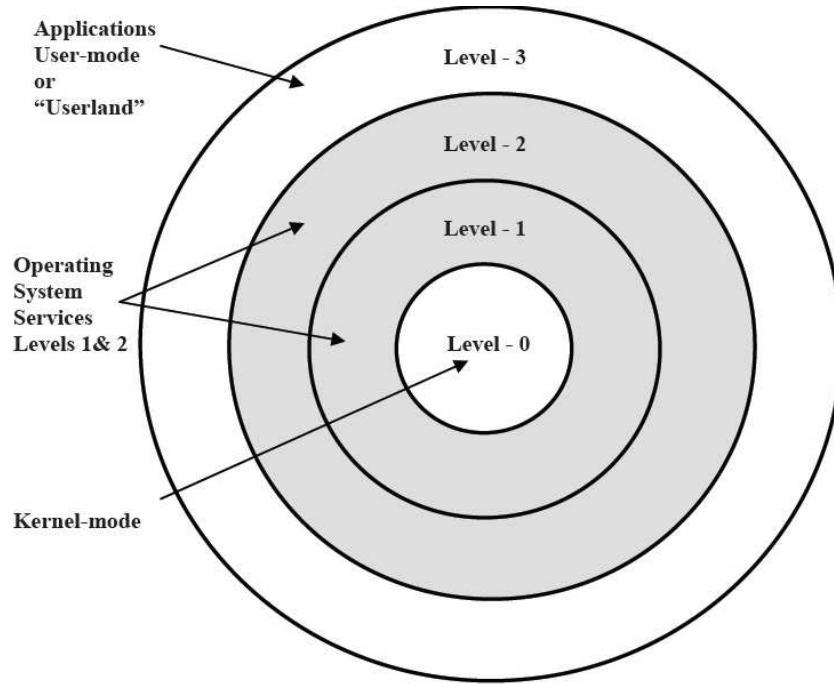 Applications
User-mode
or
“Userland”
Level - 3
Level - 2
Level - 1
Operating
System
Services
Levels 1& 2
Level - 0
Kernel-mode